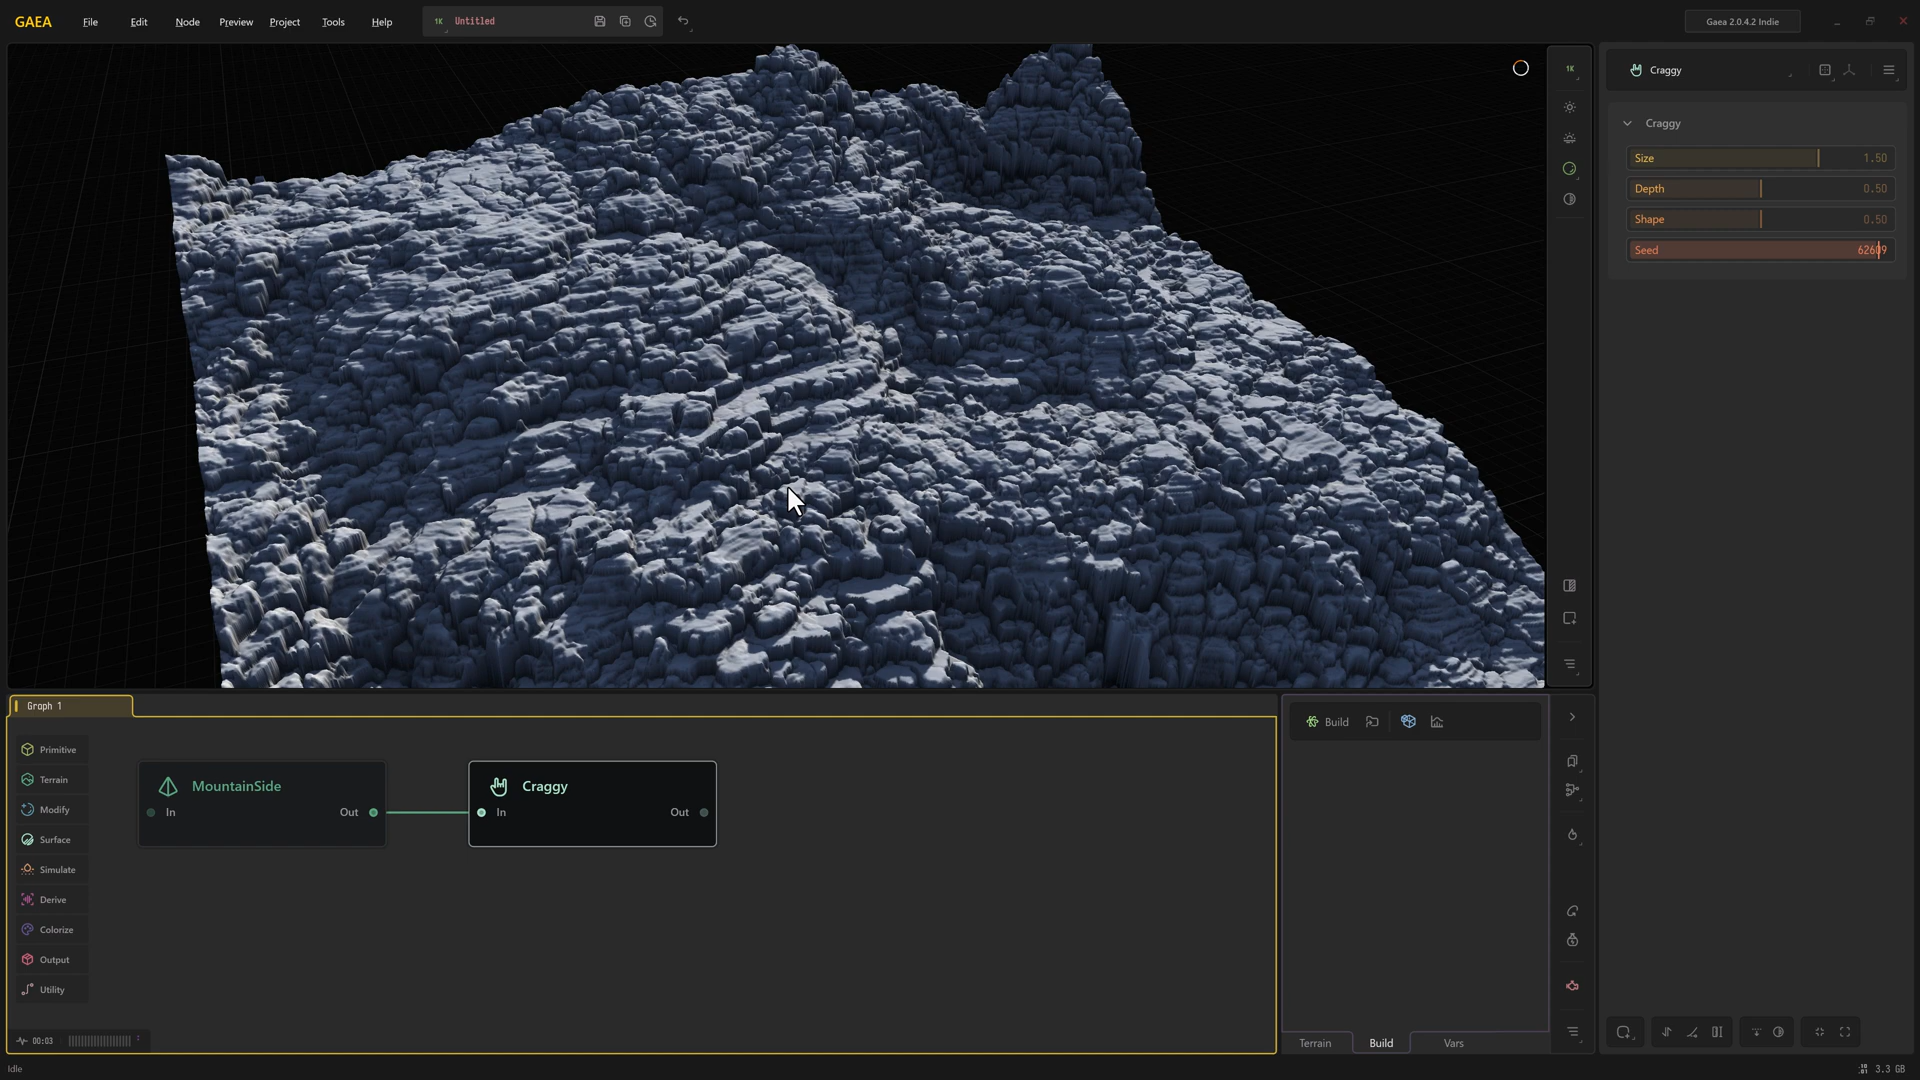 GAEA File Edit Node Preview Project Tools Help 1K Untitled Gaea 2.0.4.2 Indie
1K
Craggy
Craggy
Size 1.50
Depth 0.50
Shape 0.50
Seed 62609
Graph 1
Primitive
Terrain
Modify
Surface
Simulate
Derive
Colorize
Output
Utility
MountainSide
In Out
Craggy
In Out
00:03
Build
Terrain Build Vars
Idle
3.3 GB